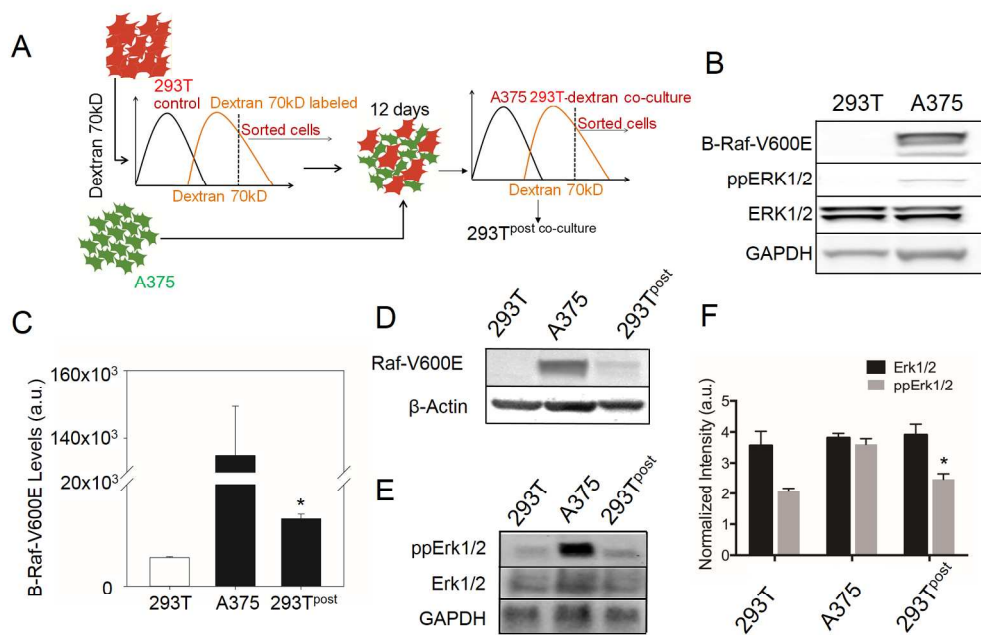 A
Dextran 70kD
293T
control
Dextran 70kD labeled
Sorted cells
Dextran 70kD
A375
12 days
A375 293T-dextran co-culture
Sorted cells
Dextran 70kD
293Tpost co-culture
B
293T A375
B-Raf-V600E
ppERK1/2
ERK1/2
GAPDH
C
B-Raf-V600E Levels (a.u.)
160x10³
140x10³
20x10³
0
*
293T A375 293Tpost
D
293T A375 293Tpost
Raf-V600E
β-Actin
E
293T A375 293Tpost
ppErk1/2
Erk1/2
GAPDH
F
Erk1/2
ppErk1/2
Normalized Intensity (a.u.)
5
4
3
2
1
0
*
293T A375 293Tpost